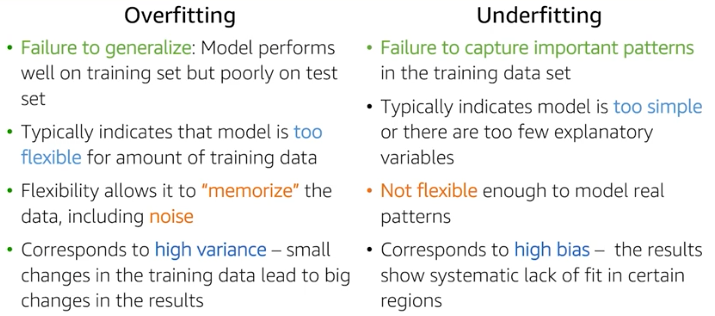 Overfitting
• Failure to generalize: Model performs
well on training set but poorly on test
set
• Typically indicates that model is too
flexible for amount of training data
• Flexibility allows it to “memorize” the
data, including noise
• Corresponds to high variance – small
changes in the training data lead to big
changes in the results
Underfitting
• Failure to capture important patterns
in the training data set
• Typically indicates model is too simple
or there are too few explanatory
variables
• Not flexible enough to model real
patterns
• Corresponds to high bias – the results
show systematic lack of fit in certain
regions